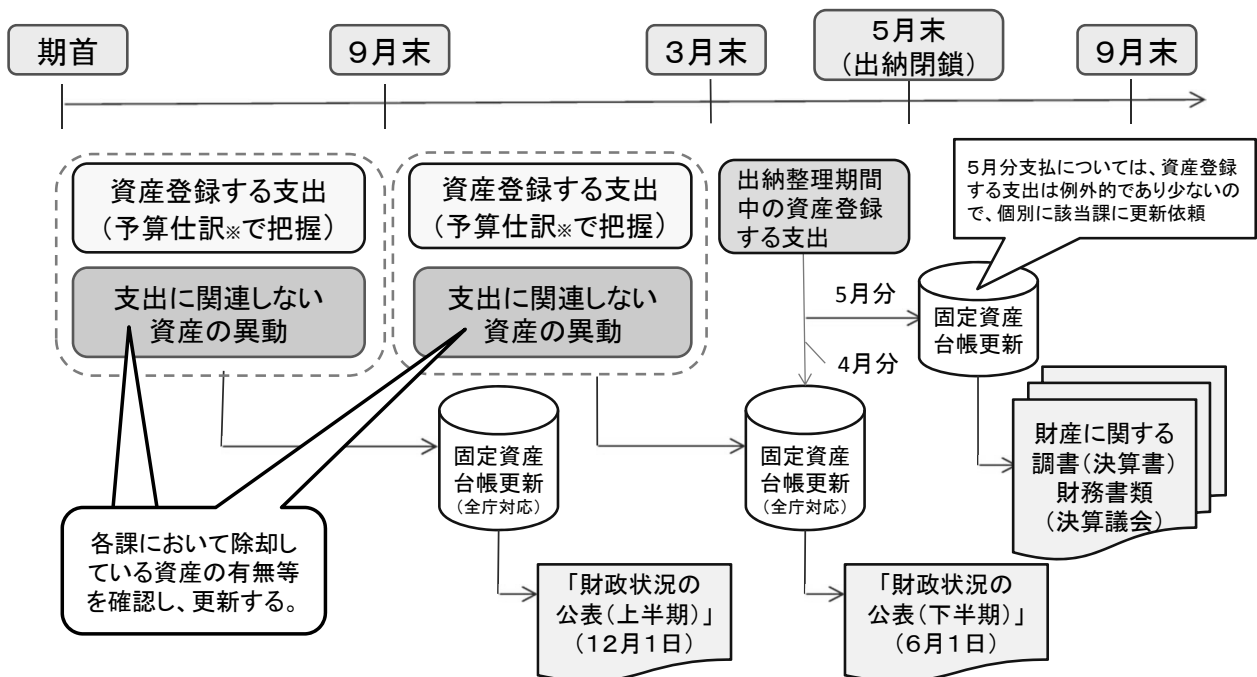 期首
9月末
3月末
5月末
(出納閉鎖)
9月末
資産登録する支出
(予算仕訳※で把握)
支出に関連しない
資産の異動
資産登録する支出
(予算仕訳※で把握)
支出に関連しない
資産の異動
出納整理期間
中の資産登録
する支出
5月分支払については、資産登録
する支出は例外的であり少ないの
で、個別に該当課に更新依頼
5月分
4月分
固定資産
台帳更新
固定資産
台帳更新
(全庁対応)
固定資産
台帳更新
(全庁対応)
財産に関する
調書(決算書)
財務書類
(決算議会)
各課において除却し
ている資産の有無等
を確認し、更新する。
「財政状況の
公表(上半期)」
(12月1日)
「財政状況の
公表(下半期)」
(6月1日)